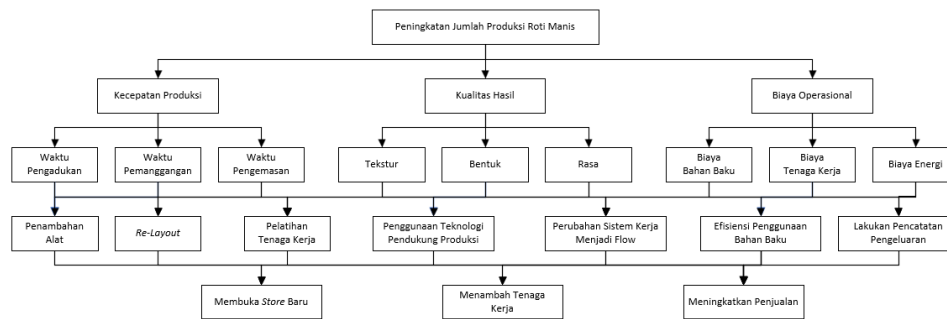 Peningkatan Jumlah Produksi Roti Manis
Kecepatan Produksi
Kualitas Hasil
Biaya Operasional
Waktu
Pengadukan
Waktu
Pemanggangan
Waktu
Pengemasan
Tekstur
Bentuk
Rasa
Biaya
Bahan Baku
Biaya
Tenaga Kerja
Biaya Energi
Penambahan
Alat
Re-Layout
Pelatihan
Tenaga Kerja
Penggunaan Teknologi
Pendukung Produksi
Perubahan Sistem Kerja
Menjadi Flow
Efisiensi Penggunaan
Bahan Baku
Lakukan Pencatatan
Pengeluaran
Membuka Store Baru
Menambah Tenaga
Kerja
Meningkatkan Penjualan